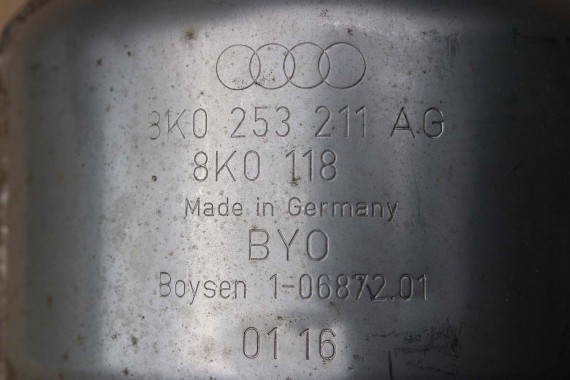 8K0 253 211 AG
8K0 118
Made in Germany
BYO
Boysen 1-06872.01
01 16